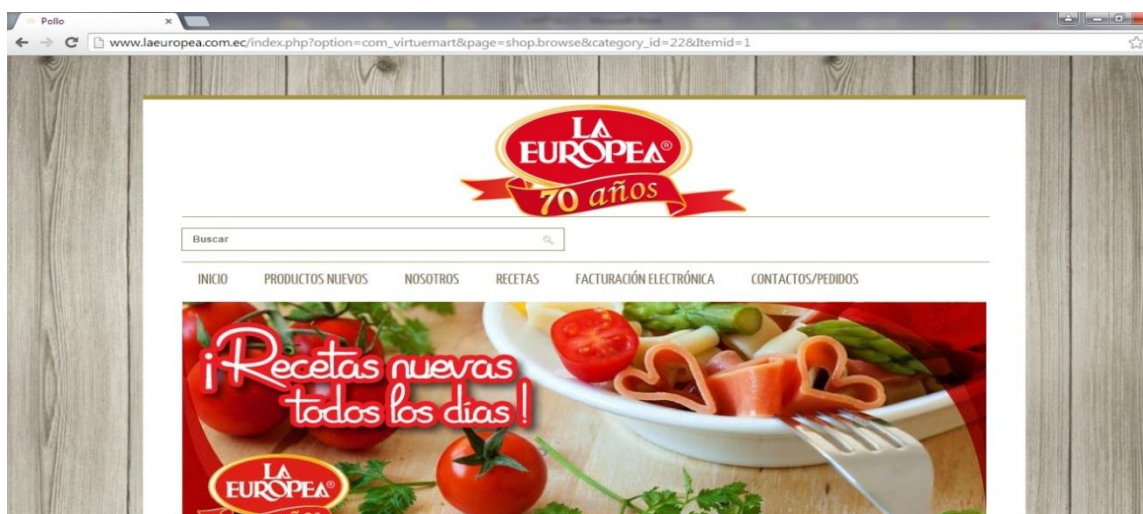 Pollo
www.laeuropea.com.ec/index.php?option=com_virtuemart&page=shop.browse&category_id=22&Itemid=1
LA
EUROPEA®
70 años
Buscar
INICIO PRODUCTOS NUEVOS NOSOTROS RECETAS FACTURACIÓN ELECTRÓNICA CONTACTOS/PEDIDOS
¡Recetas nuevas
todos los días!
LA
EUROPEA®